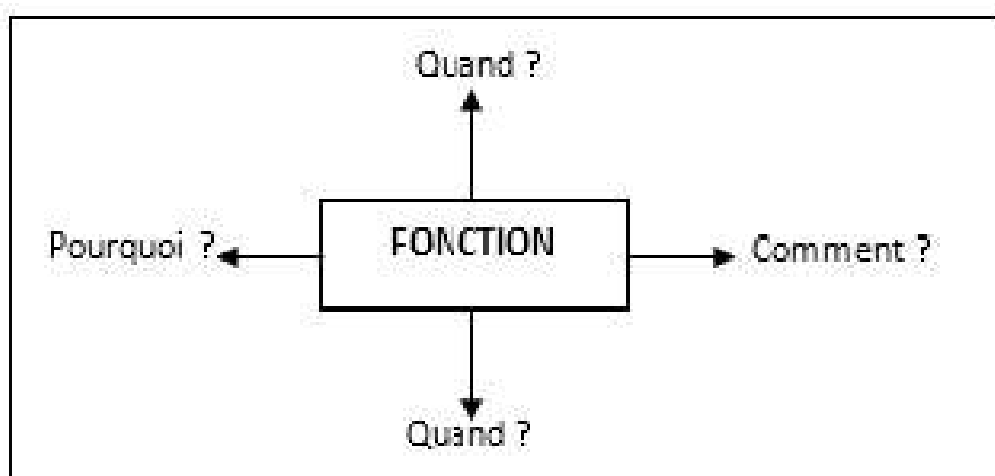 Quand ?
FONCTION
Pourquoi ?
Comment ?
Quand ?